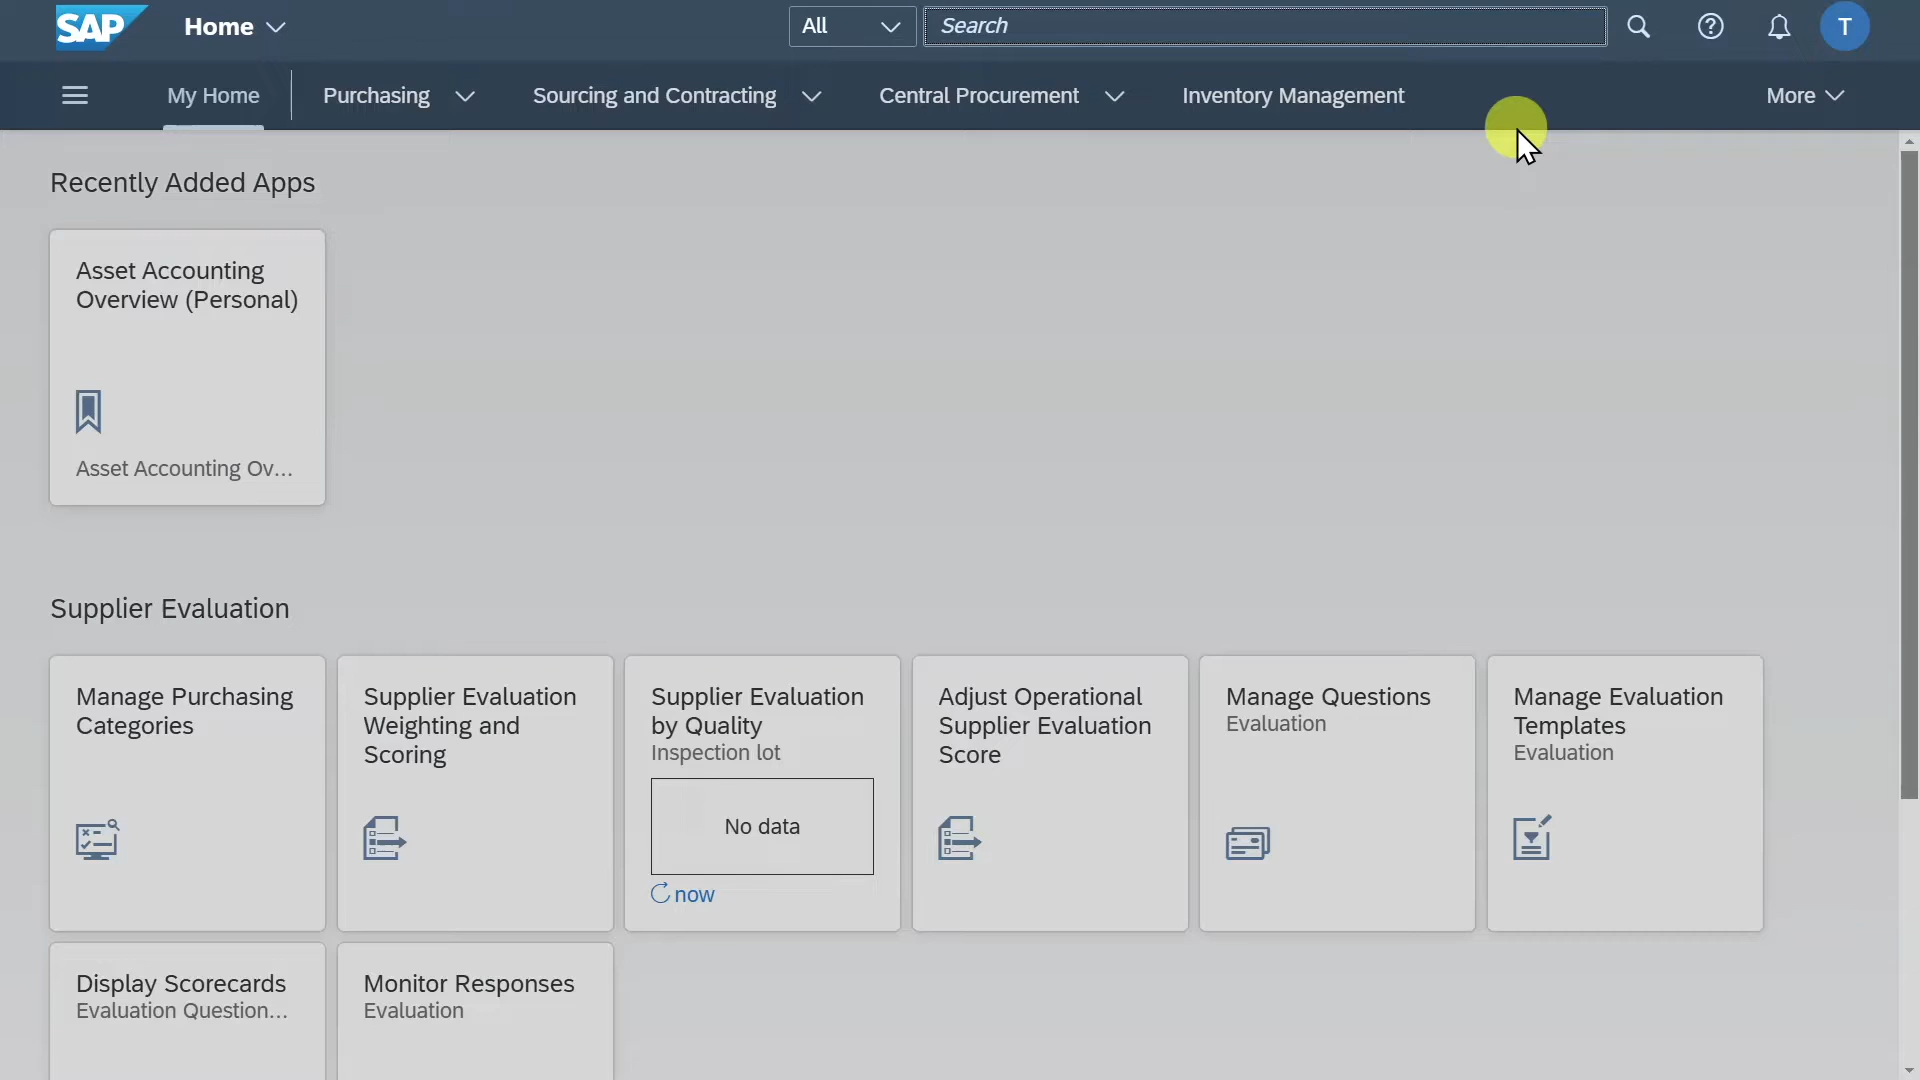 SAP Home All Search T
My Home Purchasing Sourcing and Contracting Central Procurement Inventory Management More
Recently Added Apps
Asset Accounting
Overview (Personal)
Asset Accounting Ov...
Supplier Evaluation
Manage Purchasing
Categories
Supplier Evaluation
Weighting and
Scoring
Supplier Evaluation
by Quality
Inspection lot
No data
now
Adjust Operational
Supplier Evaluation
Score
Manage Questions
Evaluation
Manage Evaluation
Templates
Evaluation
Display Scorecards
Evaluation Question...
Monitor Responses
Evaluation